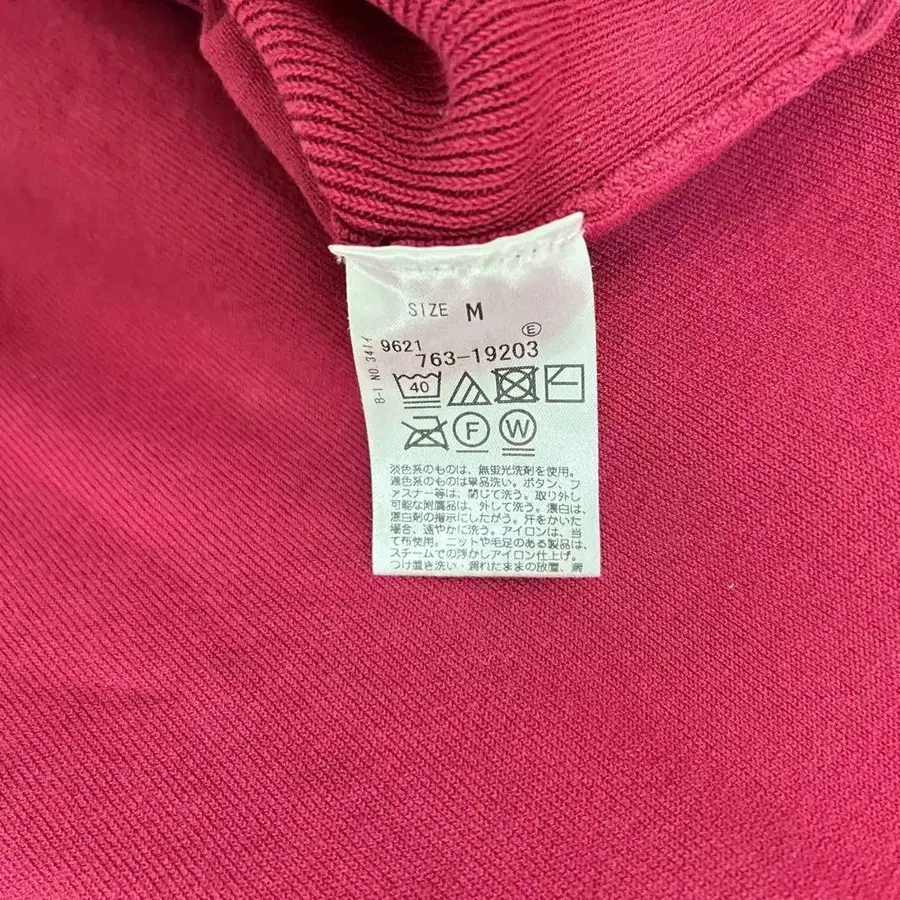 SIZE M
E
9621
763-19203
B-1 NO.3414
40
F W
淡色系のものは、無蛍光洗剤を使用。
濃色系のものは単品洗い。ボタン、フ
ァスナー等は、閉じて洗う。取り外し
可能な附属品は、外して洗う。漂白は、
漂白剤の指示にしたがう。汗をかいた
場合、速やかに洗う。アイロンは、当
て布使用。ニットや毛足のある製品は、
スチームでの浮かしアイロン仕上げ。
つけ置き洗い・濡れたままの放置、濡